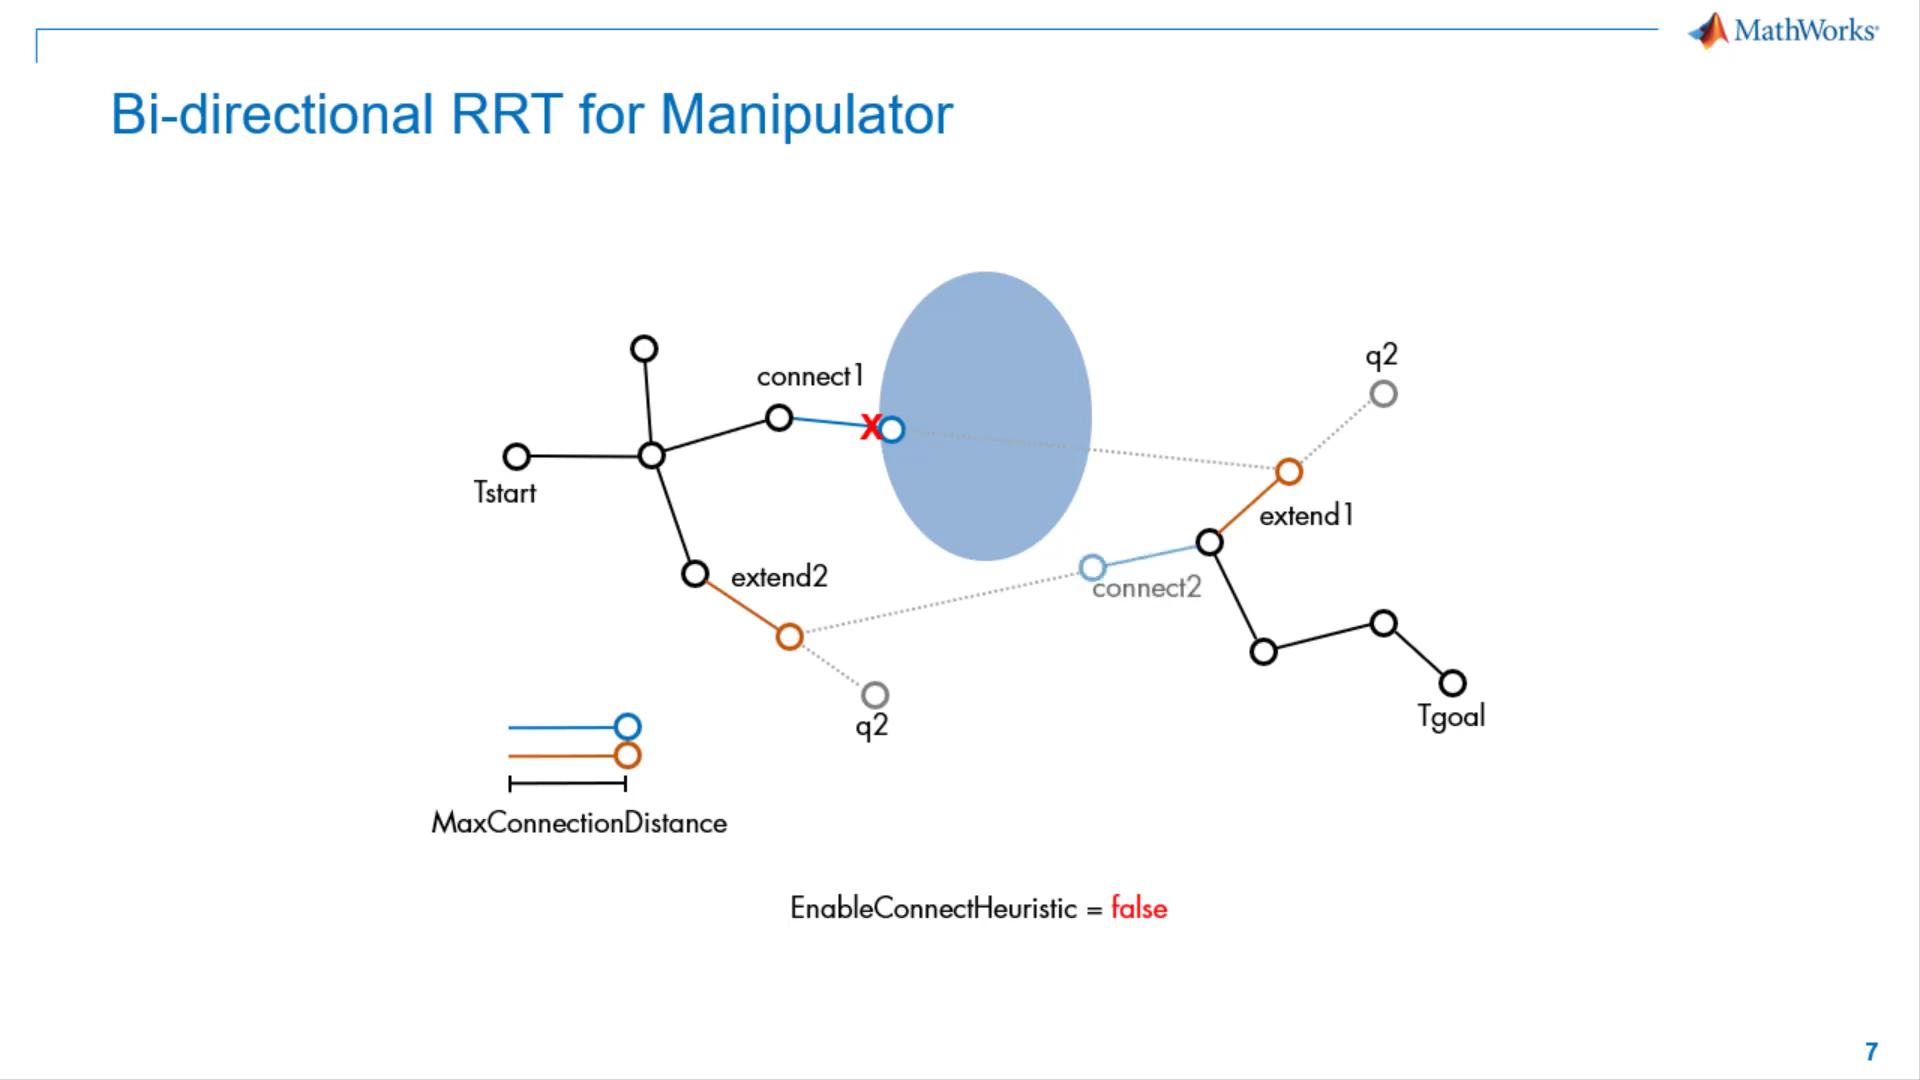 MathWorks®
Bi-directional RRT for Manipulator
q2
connect1
X
Tstart
extend1
extend2
connect2
q2
Tgoal
MaxConnectionDistance
EnableConnectHeuristic = false
7